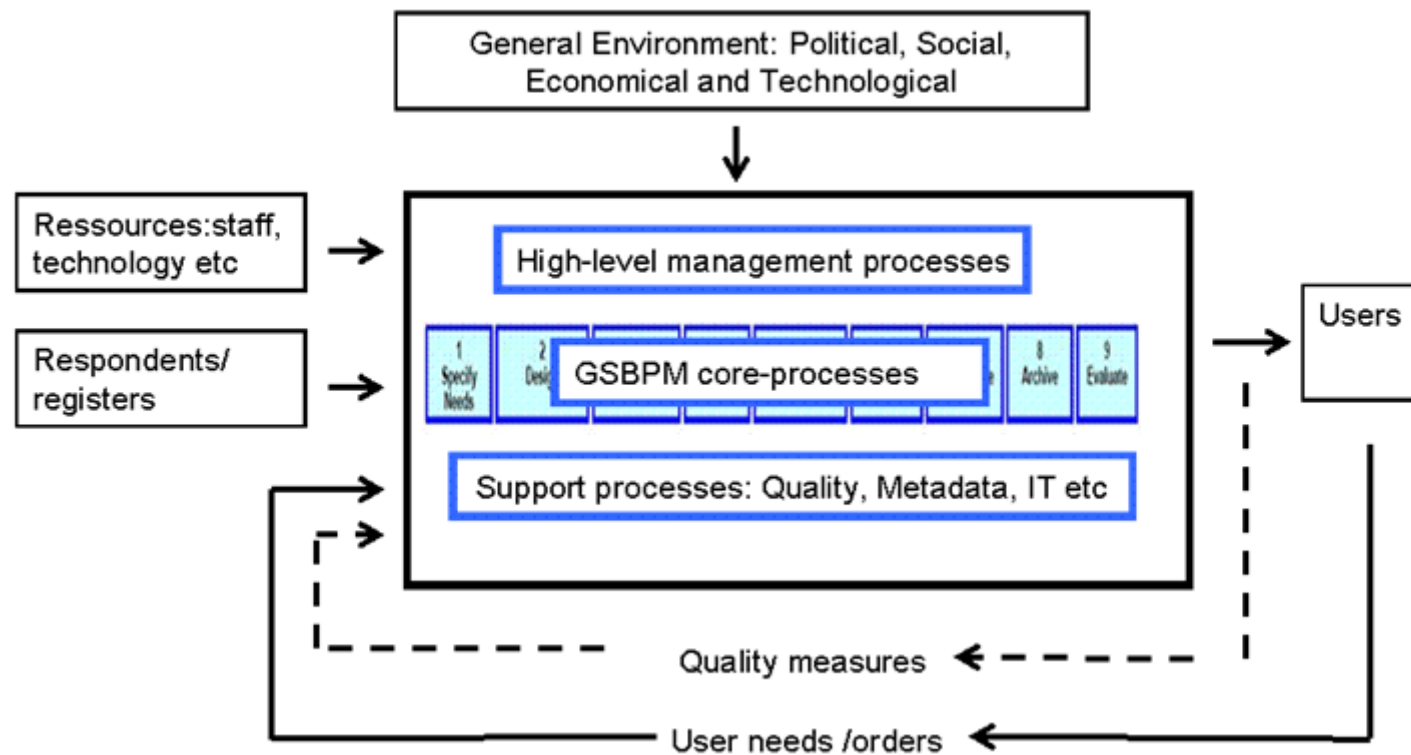 General Environment: Political, Social,
Economical and Technological
Ressources:staff,
technology etc
High-level management processes
Users
Respondents/
registers
1
Specify
Needs
2
GSBPM core-processes
8
Archive
9
Evaluate
Support processes: Quality, Metadata, IT etc
Quality measures
User needs /orders